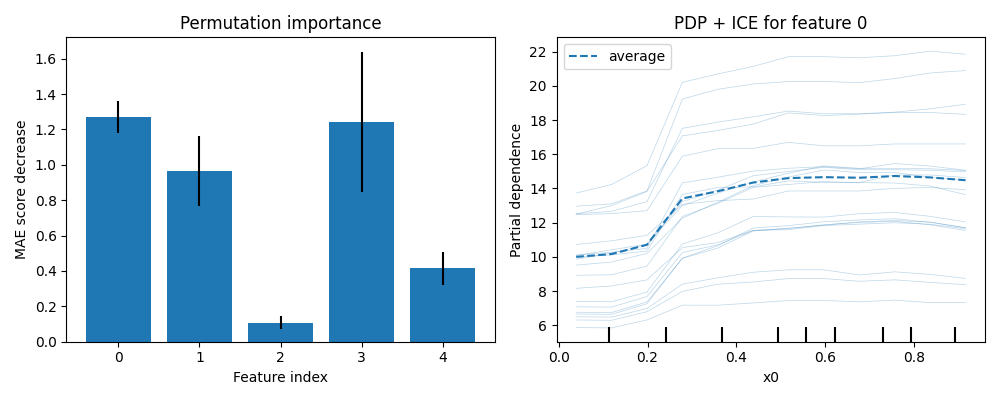 Permutation importance
MAE score decrease
1.6
1.4
1.2
1.0
0.8
0.6
0.4
0.2
0.0
0 1 2 3 4
Feature index
PDP + ICE for feature 0
average
Partial dependence
22
20
18
16
14
12
10
8
6
0.0 0.2 0.4 0.6 0.8
x0